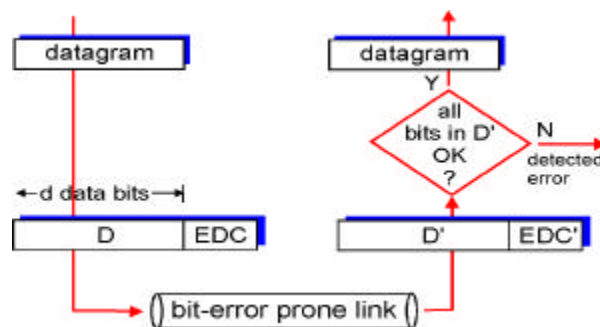 datagram
datagram
Y
all
bits in D'
OK
?
N
detected
error
d data bits
D
EDC
D'
EDC'
bit-error prone link